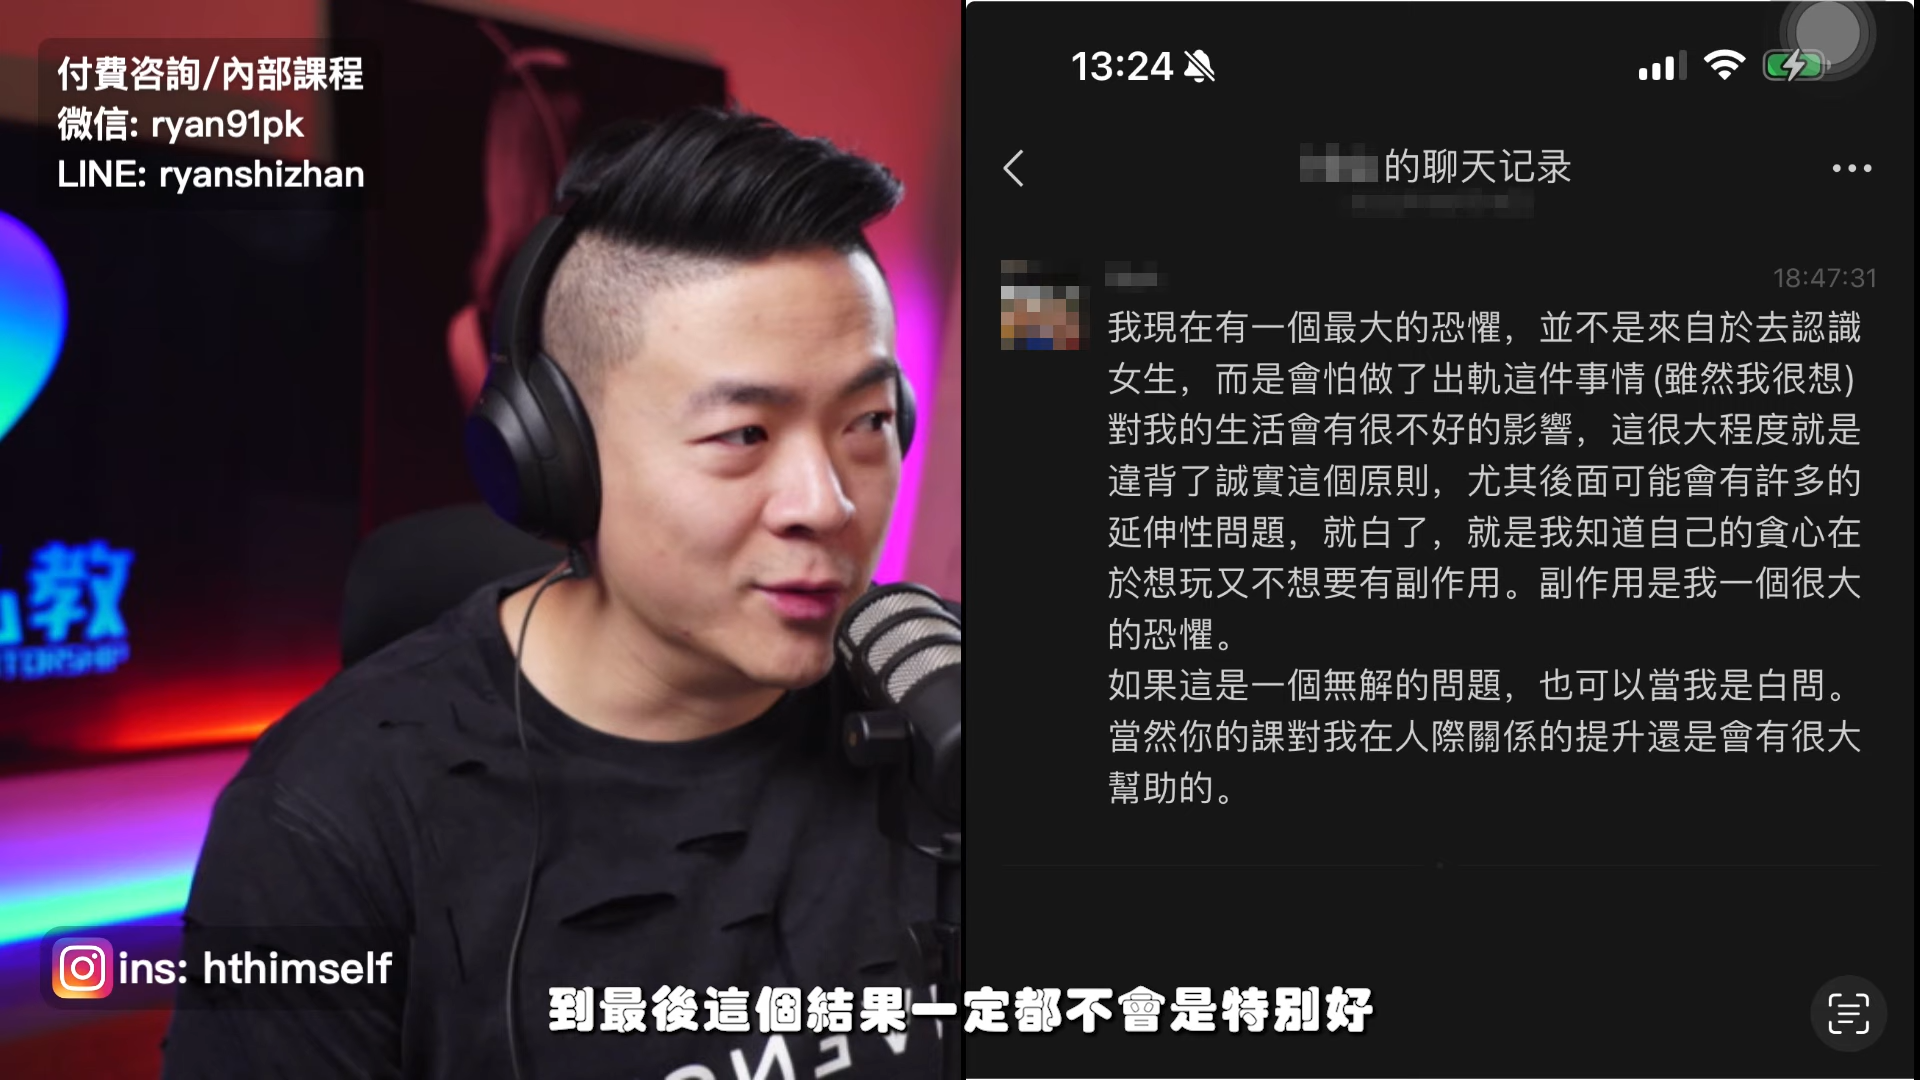 付費咨詢/內部課程
微信: ryan91pk
LINE: ryanshizhan
教
TORSHIP
ins: hthimself
13:24
的聊天记录
18:47:31
我現在有一個最大的恐懼，並不是來自於去認識
女生，而是會怕做了出軌這件事情(雖然我很想)
對我的生活會有很不好的影響，這很大程度就是
違背了誠實這個原則，尤其後面可能會有許多的
延伸性問題，就白了，就是我知道自己的貪心在
於想玩又不想要有副作用。副作用是我一個很大
的恐懼。
如果這是一個無解的問題，也可以當我是白問。
當然你的課對我在人際關係的提升還是會有很大
幫助的。
到最後這個結果一定都不會是特別好